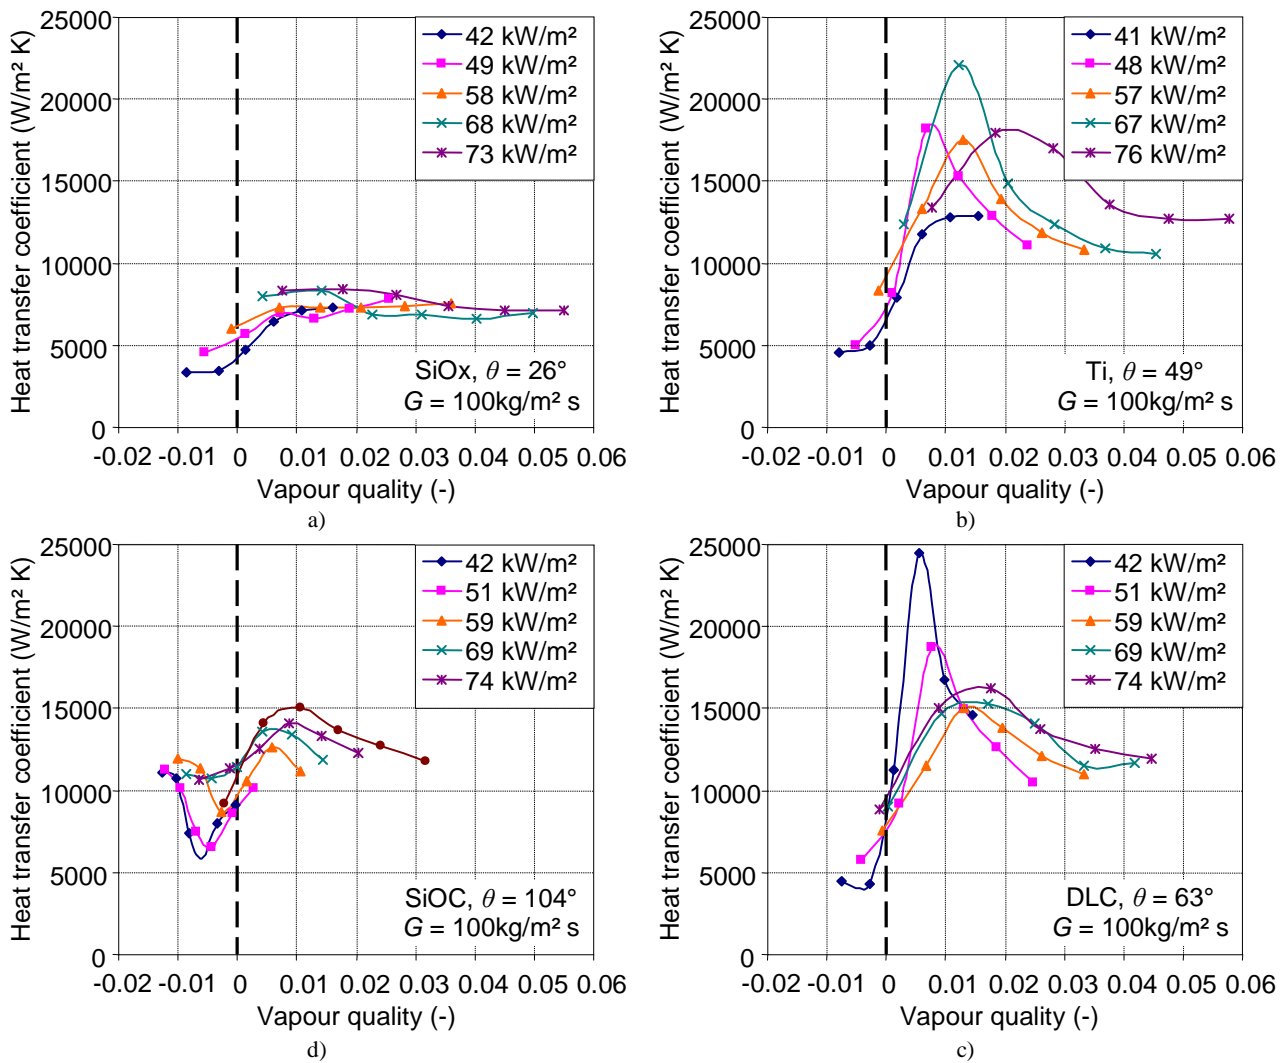 25000
20000
15000
10000
5000
0
Heat transfer coefficient (W/m² K)
42 kW/m²
49 kW/m²
58 kW/m²
68 kW/m²
73 kW/m²
SiOx, θ = 26°
G = 100kg/m² s
-0.02 -0.01 0 0.01 0.02 0.03 0.04 0.05 0.06
Vapour quality (-)
a)
25000
20000
15000
10000
5000
0
Heat transfer coefficient (W/m² K)
41 kW/m²
48 kW/m²
57 kW/m²
67 kW/m²
76 kW/m²
Ti, θ = 49°
G = 100kg/m² s
-0.02 -0.01 0 0.01 0.02 0.03 0.04 0.05 0.06
Vapour quality (-)
b)
25000
20000
15000
10000
5000
0
Heat transfer coefficient (W/m² K)
42 kW/m²
51 kW/m²
59 kW/m²
69 kW/m²
74 kW/m²
SiOC, θ = 104°
G = 100kg/m² s
-0.02 -0.01 0 0.01 0.02 0.03 0.04 0.05 0.06
Vapour quality (-)
d)
25000
20000
15000
10000
5000
0
Heat transfer coefficient (W/m² K)
42 kW/m²
51 kW/m²
59 kW/m²
69 kW/m²
74 kW/m²
DLC, θ = 63°
G = 100kg/m² s
-0.02 -0.01 0 0.01 0.02 0.03 0.04 0.05 0.06
Vapour quality (-)
c)